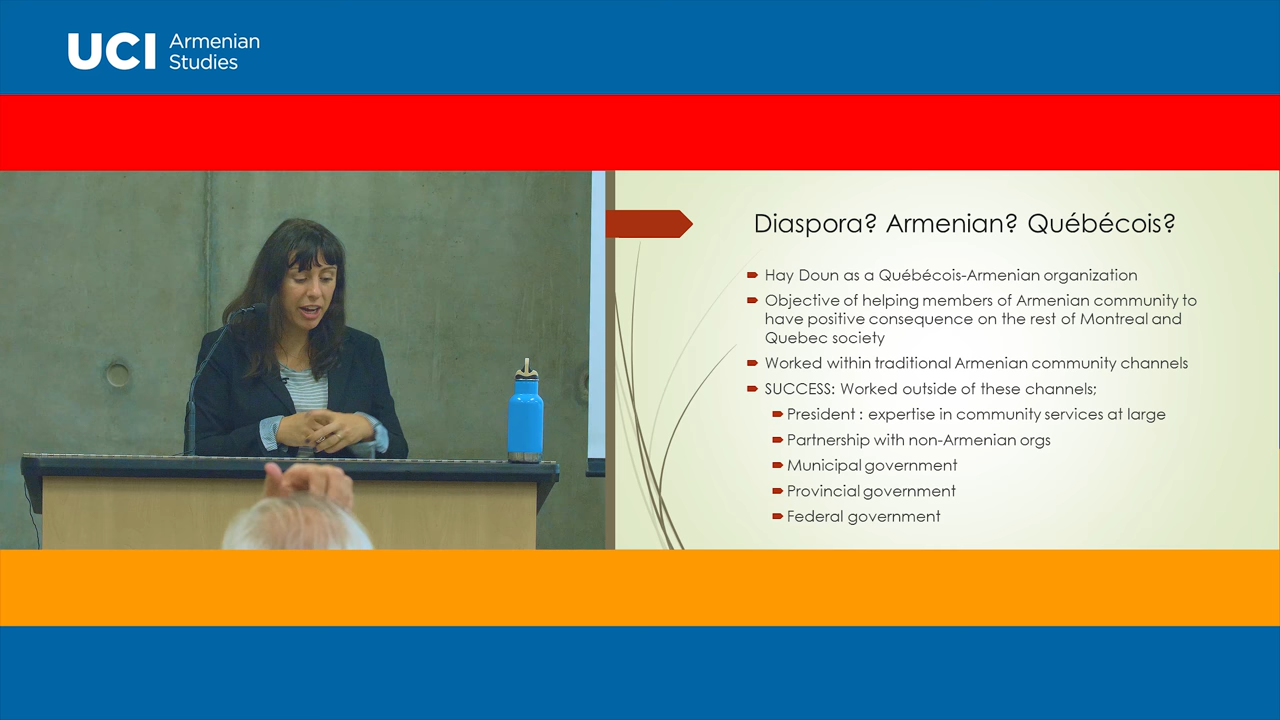 UCI Armenian
Studies
Diaspora? Armenian? Québécois?
Hay Doun as a Québécois-Armenian organization
Objective of helping members of Armenian community to
have positive consequence on the rest of Montreal and
Quebec society
Worked within traditional Armenian community channels
SUCCESS: Worked outside of these channels;
President : expertise in community services at large
Partnership with non-Armenian orgs
Municipal government
Provincial government
Federal government